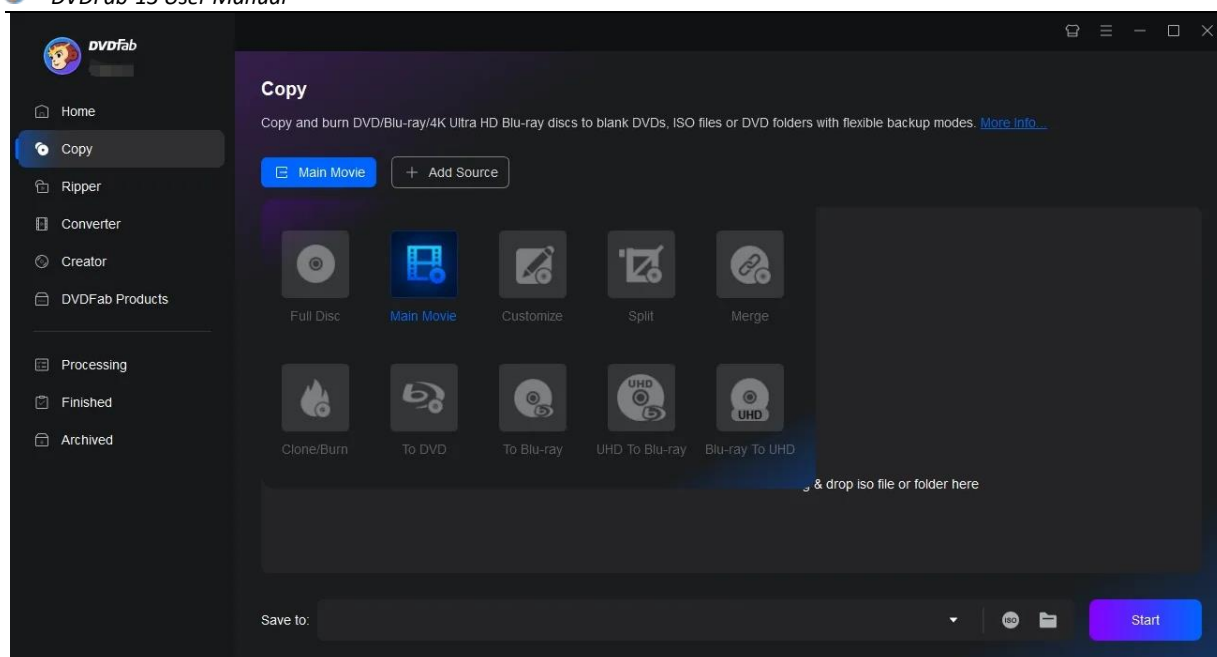 DVDFab 13 User Manual
DVDFab
Home
Copy
Ripper
Converter
Creator
DVDFab Products
Processing
Finished
Archived
Copy
Copy and burn DVD/Blu-ray/4K Ultra HD Blu-ray discs to blank DVDs, ISO files or DVD folders with flexible backup modes. More Info...
Main Movie
Add Source
Full Disc Main Movie Customize Split Merge
UHD
UHD
Clone/Burn To DVD To Blu-ray UHD To Blu-ray Blu-ray To UHD
& drop iso file or folder here
Save to: ISO Start